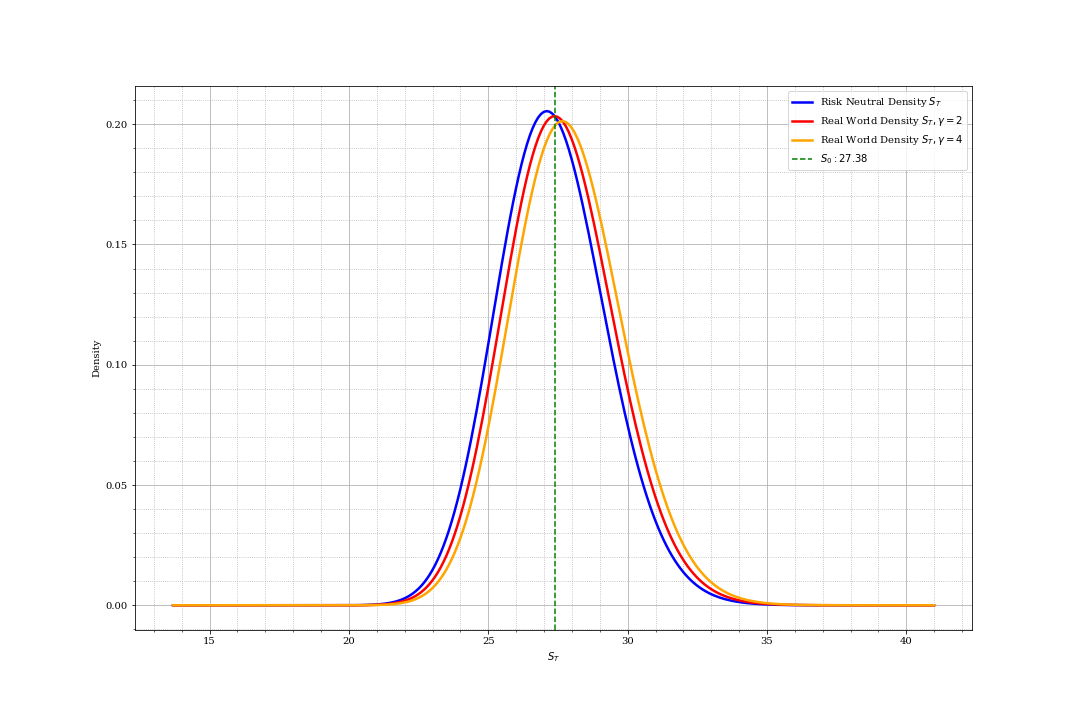 Risk Neutral Density $S_T$
Real World Density $S_T, γ = 2$
Real World Density $S_T, γ = 4$
$S_0 : 27.38$
0.20
0.15
0.10
0.05
0.00
Density
15 20 25 30 35 40
$S_T$